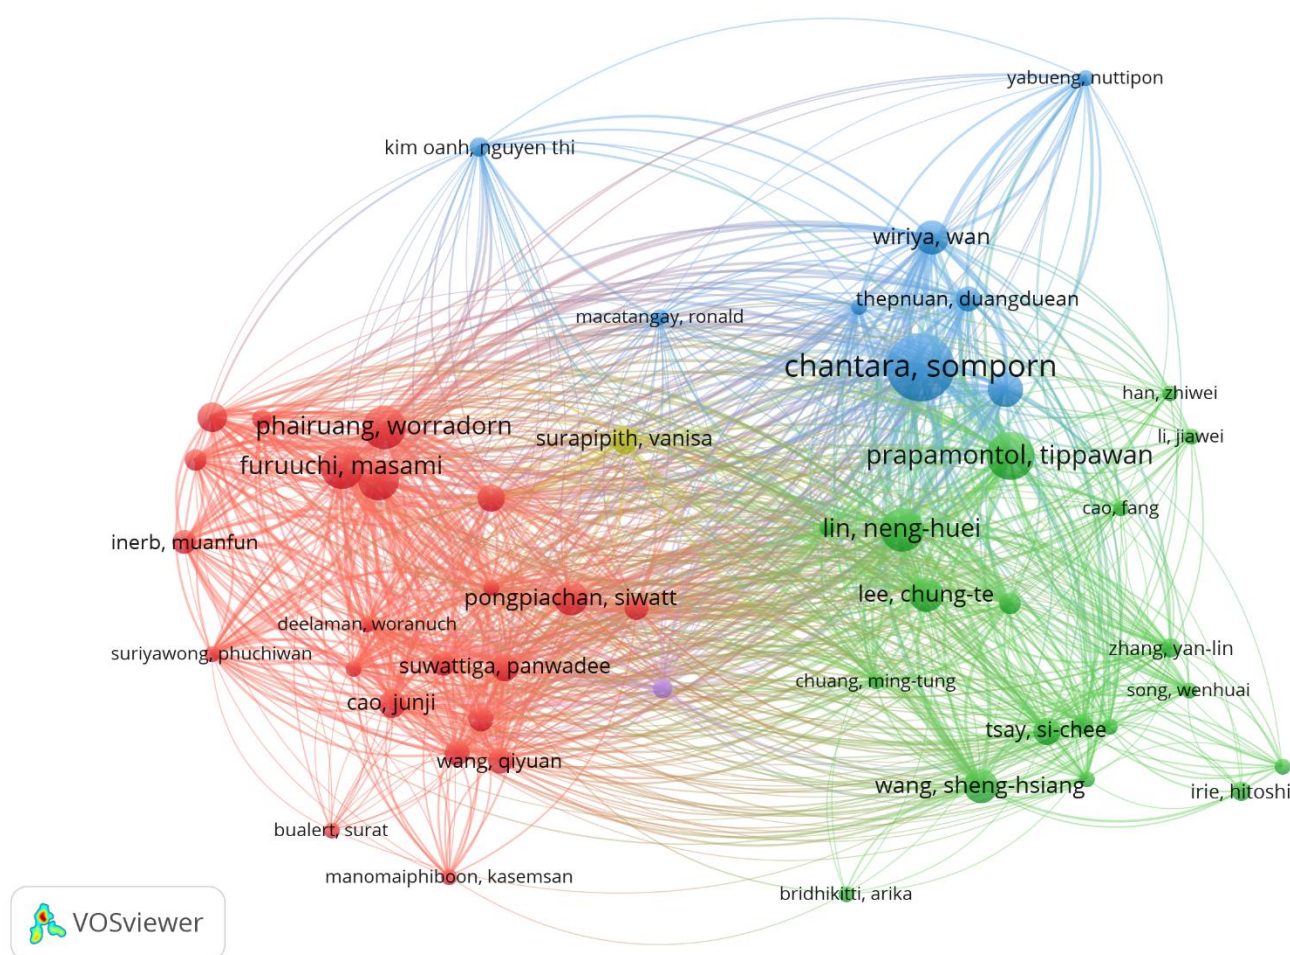 yabueng, nuttipon
kim oanh, nguyen thi
wiriya, wan
thepnuan, duangduean
macatangay, ronald
chantara, somporn
han, zhiwei
phairuang, worradorn
surapipith, vanisa
li, jiawei
prapamontol, tippawan
furuuchi, masami
cao, fang
lin, neng-huei
inerb, muanfun
lee, chung-te
pongpiachan, siwatt
deelaman, woranuch
suriyawong, phuchiwan
zhang, yan-lin
suwattiga, panwadee
chuang, ming-tung
song, wenhuai
cao, junji
tsay, si-chee
wang, qiyuan
wang, sheng-hsiang
irie, hitoshi
bualert, surat
manomaiphiboon, kasemsan
bridhikitti, arika
VOSviewer